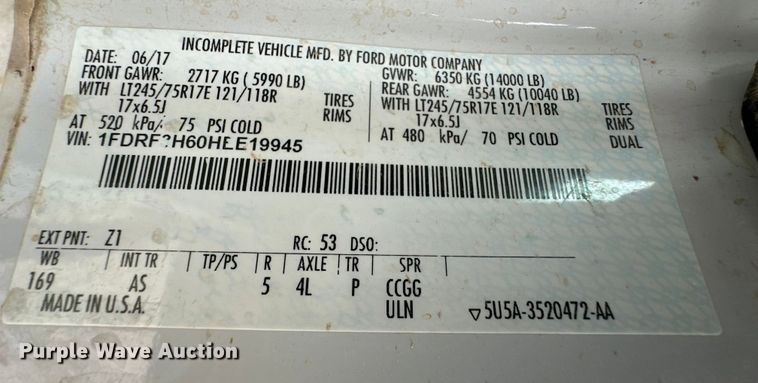 INCOMPLETE VEHICLE MFD. BY FORD MOTOR COMPANY
DATE: 06/17 GVWR: 6350 KG (14000 LB)
FRONT GAWR: 2717 KG (5990 LB) REAR GAWR: 4554 KG (10040 LB)
WITH LT245/75R17E 121/118R TIRES WITH LT245/75R17E 121/118R TIRES
17x6.5J RIMS 17x6.5J RIMS
AT 520 kPa/ 75 PSI COLD AT 480 kPa/ 70 PSI COLD DUAL
VIN:
EXT PNT: Z1 RC: 53 DSO:
WB INT TR TP/PS R AXLE TR SPR
169 AS 5 4L P CCGG
MADE IN U.S.A. ULN ▽5U5A-3520472-AA
Purple Wave Auction